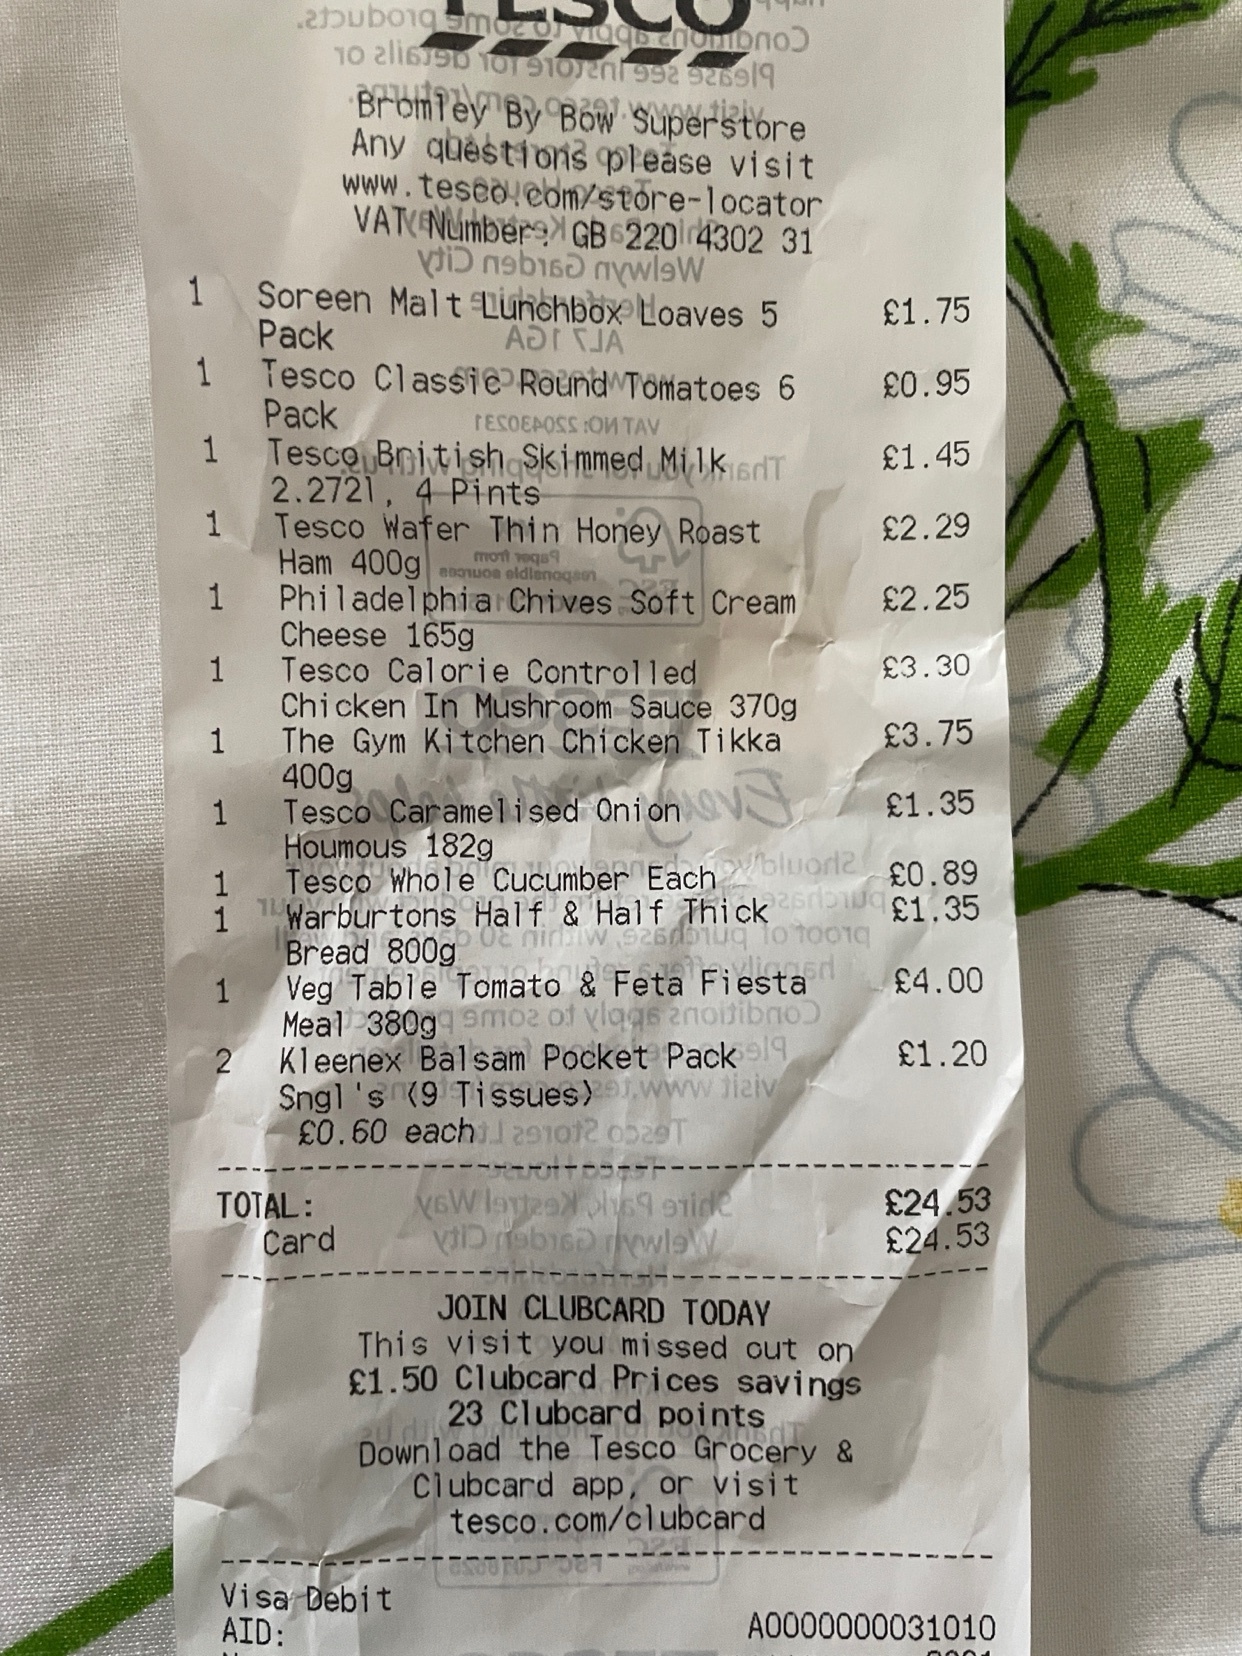 TESCO
Bromley By Bow Superstore
Any questions please visit
www.tesco.com/store-locator
VAT Number: GB 220 4302 31
1 Soreen Malt Lunchbox Loaves 5 £1.75
Pack
1 Tesco Classic Round Tomatoes 6 £0.95
Pack
1 Tesco British Skimmed Milk £1.45
2.272l, 4 Pints
1 Tesco Wafer Thin Honey Roast £2.29
Ham 400g
1 Philadelphia Chives Soft Cream £2.25
Cheese 165g
1 Tesco Calorie Controlled £3.30
Chicken In Mushroom Sauce 370g
1 The Gym Kitchen Chicken Tikka £3.75
400g
1 Tesco Caramelised Onion £1.35
Houmous 182g
1 Tesco Whole Cucumber Each £0.89
1 Warburtons Half & Half Thick £1.35
Bread 800g
1 Veg Table Tomato & Feta Fiesta £4.00
Meal 380g
2 Kleenex Balsam Pocket Pack £1.20
Sngl's (9 Tissues)
£0.60 each
TOTAL: £24.53
Card £24.53
JOIN CLUBCARD TODAY
This visit you missed out on
£1.50 Clubcard Prices savings
23 Clubcard points
Download the Tesco Grocery &
Clubcard app, or visit
tesco.com/clubcard
Visa Debit
AID: A0000000031010